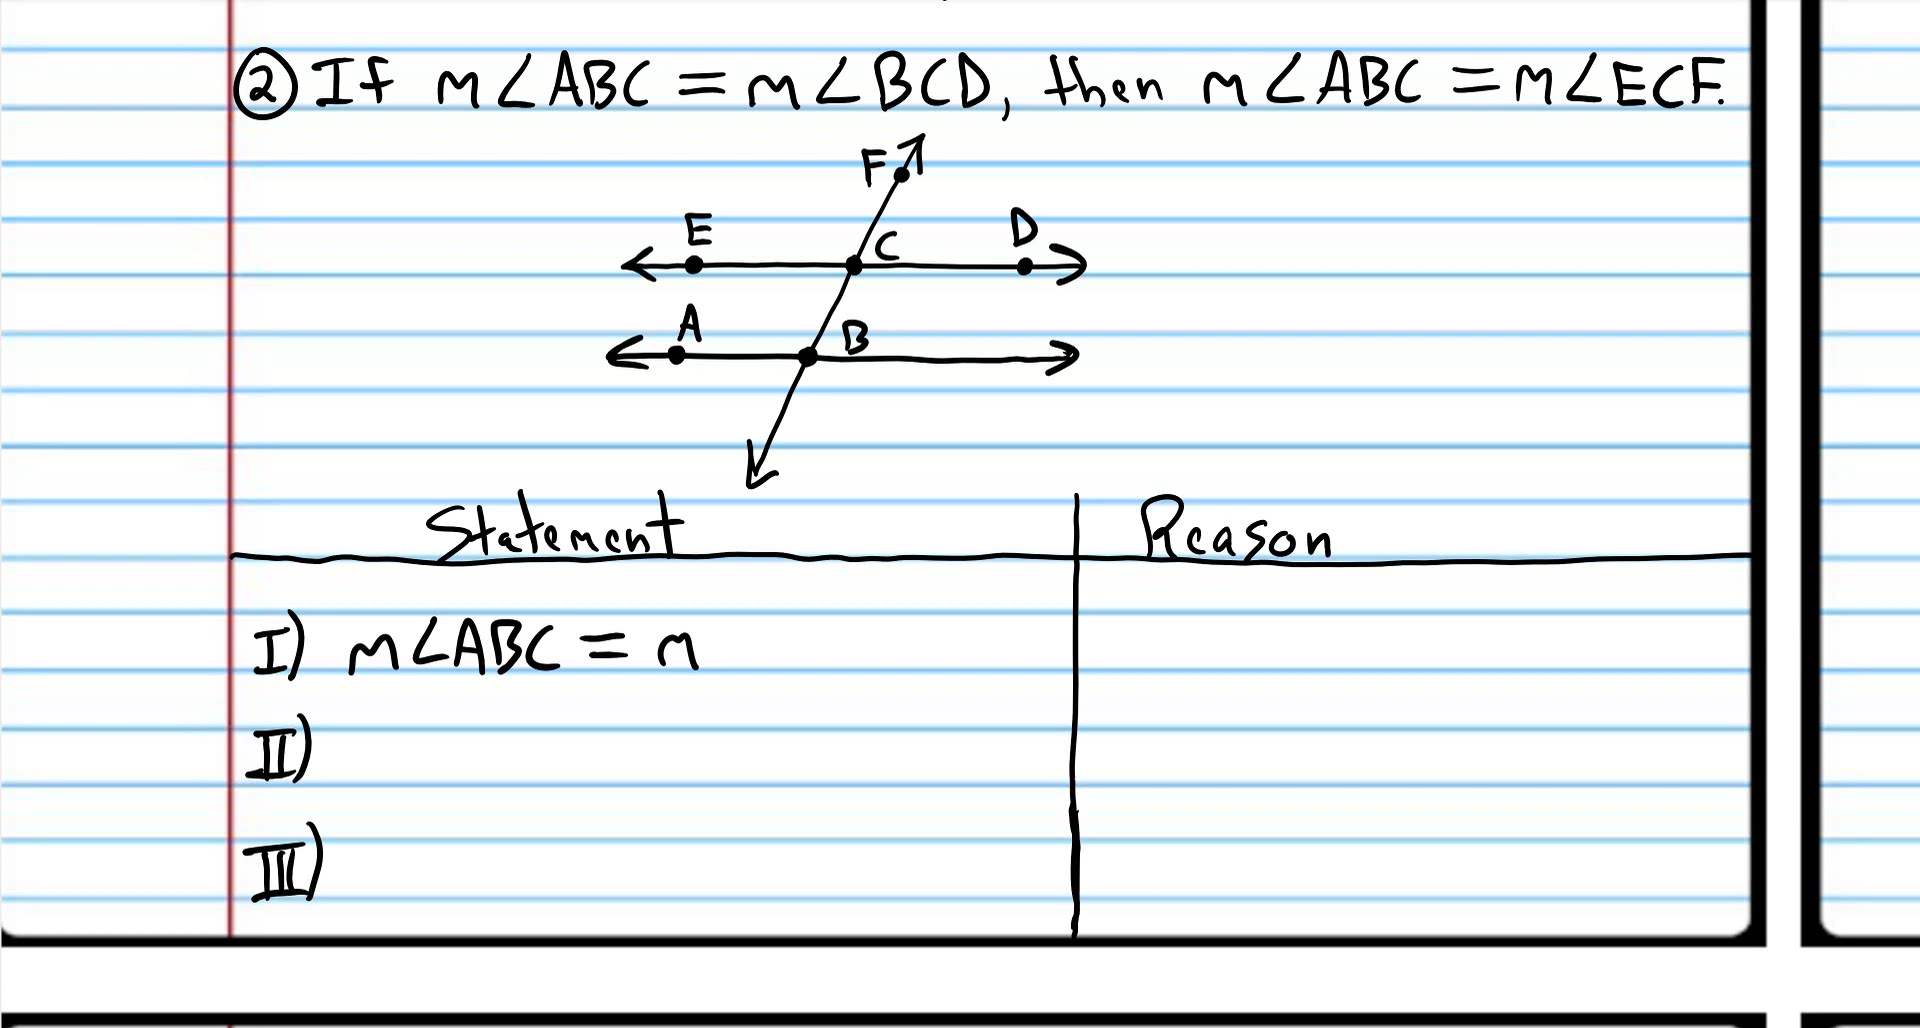 ② If m∠ABC = m∠BCD, then m∠ABC = m∠ECF.
F
E C D
A B
Statement Reason
I) m∠ABC = m
II)
III)